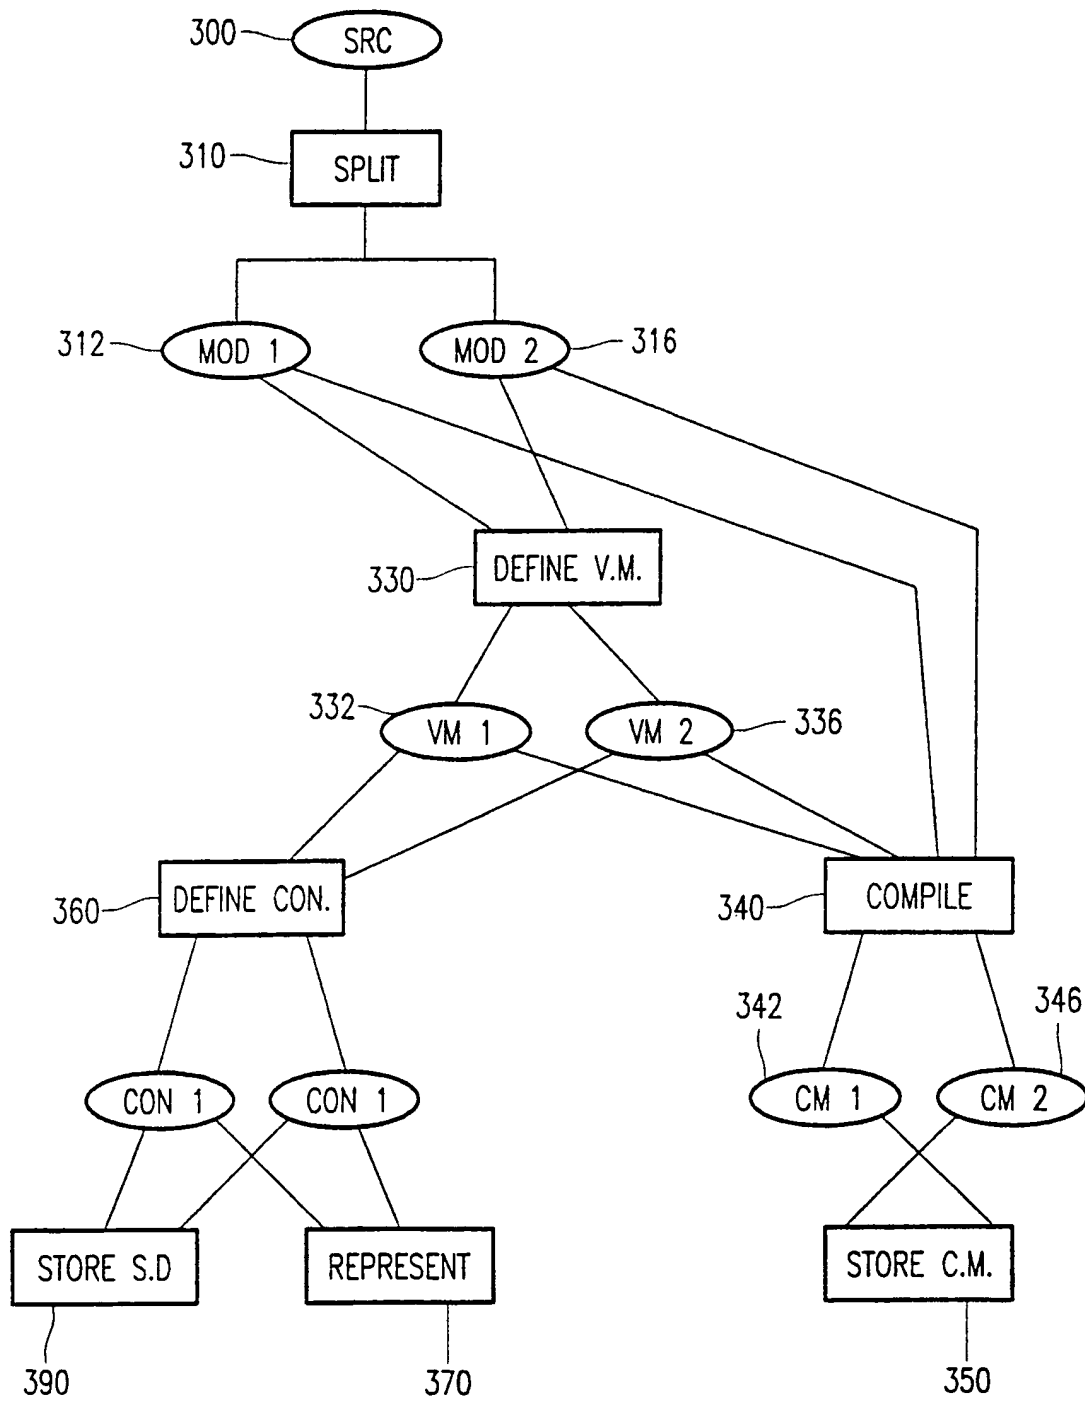 300
SRC
310
SPLIT
312
MOD 1
MOD 2
316
330
DEFINE V.M.
332
VM 1
VM 2
336
360
DEFINE CON.
340
COMPILE
342
346
CON 1
CON 1
CM 1
CM 2
STORE S.D
REPRESENT
STORE C.M.
390
370
350